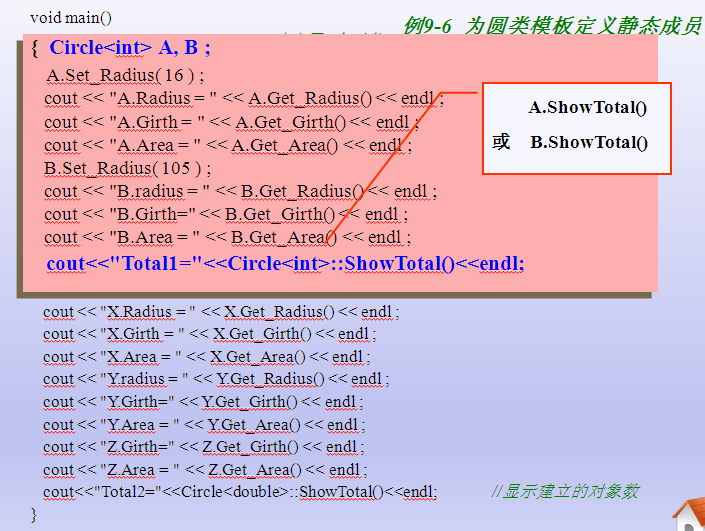 void main()
例9-6 为圆类模板定义静态成员
{ Circle<int> A, B ;
A.Set_Radius( 16 ) ;
cout << "A.Radius = " << A.Get_Radius() << endl ;
cout << "A.Girth = " << A.Get_Girth() << endl ;
cout << "A.Area = " << A.Get_Area() << endl ;
B.Set_Radius( 105 ) ;
cout << "B.radius = " << B.Get_Radius() << endl ;
cout << "B.Girth=" << B.Get_Girth() << endl ;
cout << "B.Area = " << B.Get_Area() << endl ;
cout<<"Total1="<<Circle<int>::ShowTotal()<<endl;
A.ShowTotal()
或 B.ShowTotal()
cout << "X.Radius = " << X.Get_Radius() << endl ;
cout << "X.Girth = " << X.Get_Girth() << endl ;
cout << "X.Area = " << X.Get_Area() << endl ;
cout << "Y.radius = " << Y.Get_Radius() << endl ;
cout << "Y.Girth=" << Y.Get_Girth() << endl ;
cout << "Y.Area = " << Y.Get_Area() << endl ;
cout << "Z.Girth=" << Z.Get_Girth() << endl ;
cout << "Z.Area = " << Z.Get_Area() << endl ;
cout<<"Total2="<<Circle<double>::ShowTotal()<<endl; //显示建立的对象数
}